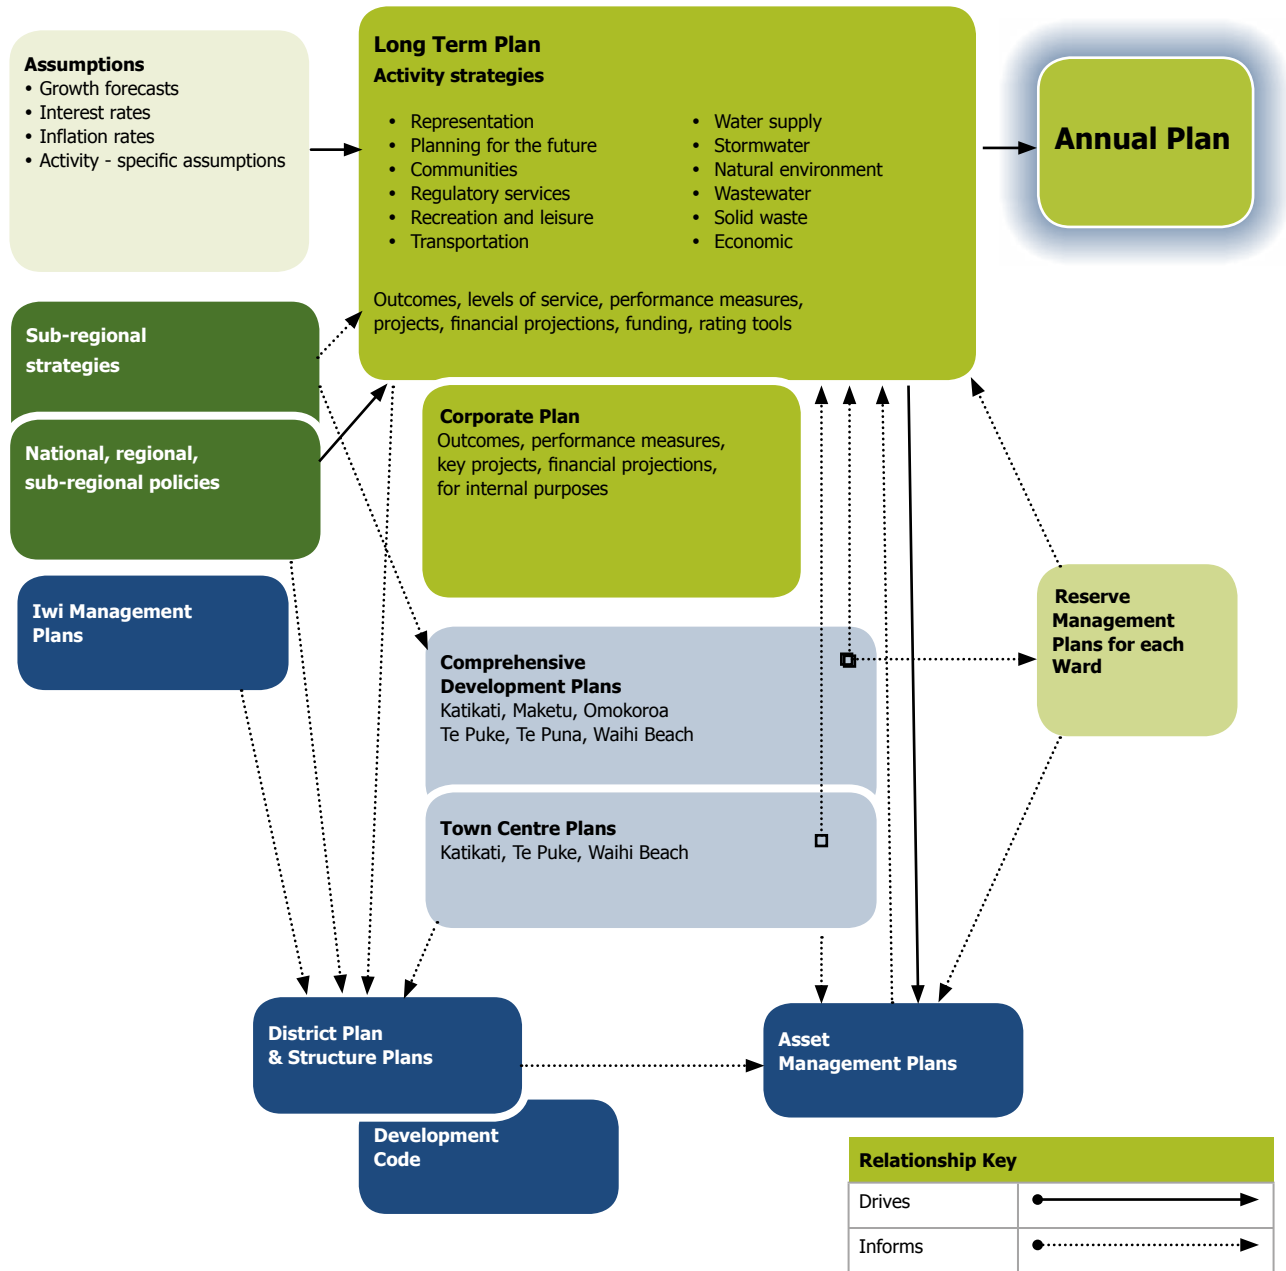 Assumptions
• Growth forecasts
• Interest rates
• Inflation rates
• Activity - specific assumptions
Long Term Plan
Activity strategies
• Representation
• Planning for the future
• Communities
• Regulatory services
• Recreation and leisure
• Transportation
• Water supply
• Stormwater
• Natural environment
• Wastewater
• Solid waste
• Economic
Outcomes, levels of service, performance measures,
projects, financial projections, funding, rating tools
Annual Plan
Sub-regional
strategies
National, regional,
sub-regional policies
Corporate Plan
Outcomes, performance measures,
key projects, financial projections,
for internal purposes
Iwi Management
Plans
Comprehensive
Development Plans
Katikati, Maketu, Omokoroa
Te Puke, Te Puna, Waihi Beach
Reserve
Management
Plans for each
Ward
Town Centre Plans
Katikati, Te Puke, Waihi Beach
District Plan
& Structure Plans
Asset
Management Plans
Development
Code
Relationship Key
Drives
Informs